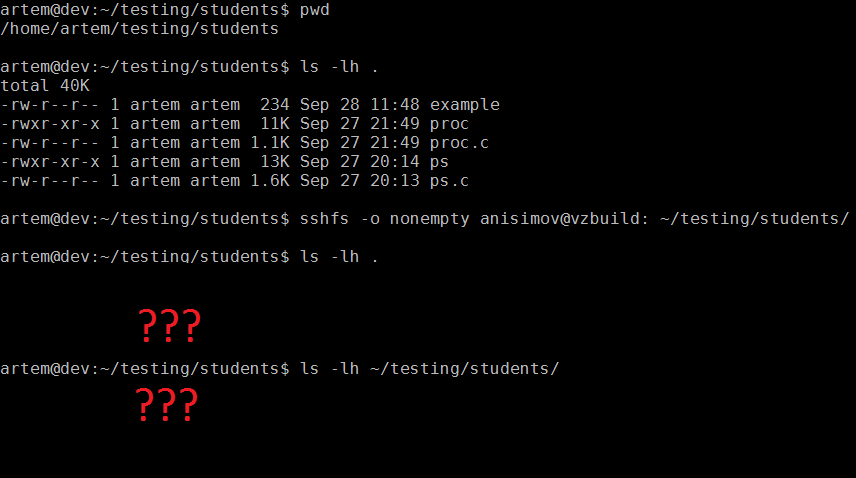 artem@dev:~/testing/students$ pwd
/home/artem/testing/students
artem@dev:~/testing/students$ ls -lh .
total 40K
-rw-r--r-- 1 artem artem  234 Sep 28 11:48 example
-rwxr-xr-x 1 artem artem  11K Sep 27 21:49 proc
-rw-r--r-- 1 artem artem 1.1K Sep 27 21:49 proc.c
-rwxr-xr-x 1 artem artem  13K Sep 27 20:14 ps
-rw-r--r-- 1 artem artem 1.6K Sep 27 20:13 ps.c
artem@dev:~/testing/students$ sshfs -o nonempty anisimov@vzbuild: ~/testing/students/
artem@dev:~/testing/students$ ls -lh .
???
artem@dev:~/testing/students$ ls -lh ~/testing/students/
???